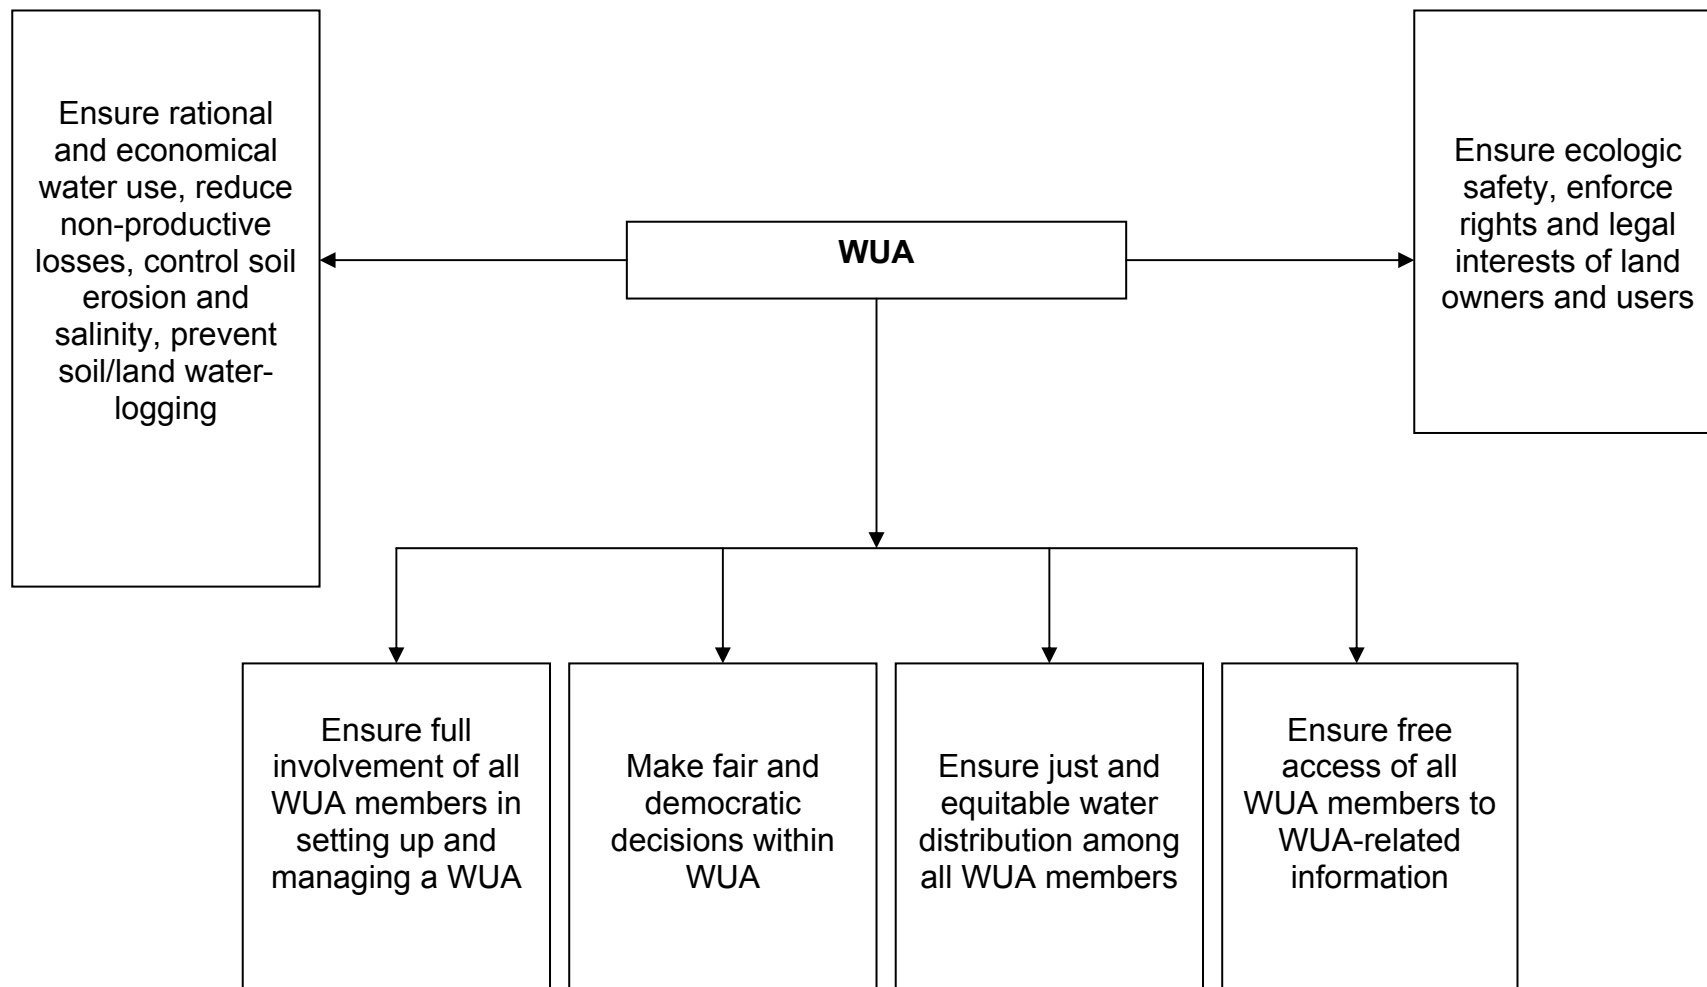 Ensure rational
and economical
water use, reduce
non-productive
losses, control soil
erosion and
salinity, prevent
soil/land water-
logging
WUA
Ensure ecologic
safety, enforce
rights and legal
interests of land
owners and users
Ensure full
involvement of all
WUA members in
setting up and
managing a WUA
Make fair and
democratic
decisions within
WUA
Ensure just and
equitable water
distribution among
all WUA members
Ensure free
access of all
WUA members to
WUA-related
information